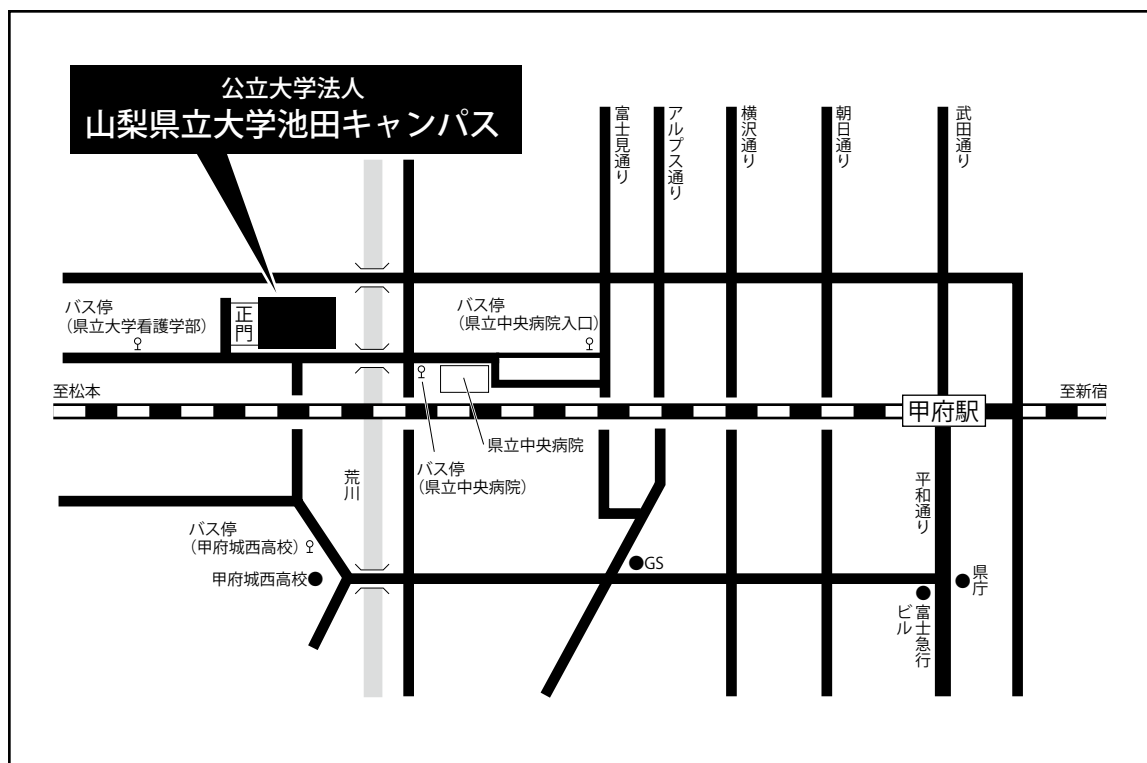 公立大学法人
山梨県立大学池田キャンパス
富士見通り
アルプス通り
横沢通り
朝日通り
武田通り
バス停
（県立大学看護学部）
正門
バス停
（県立中央病院入口）
至松本
至新宿
甲府駅
県立中央病院
バス停
（県立中央病院）
荒川
平和通り
バス停
（甲府城西高校）
甲府城西高校
GS
県庁
富士急行
ビル